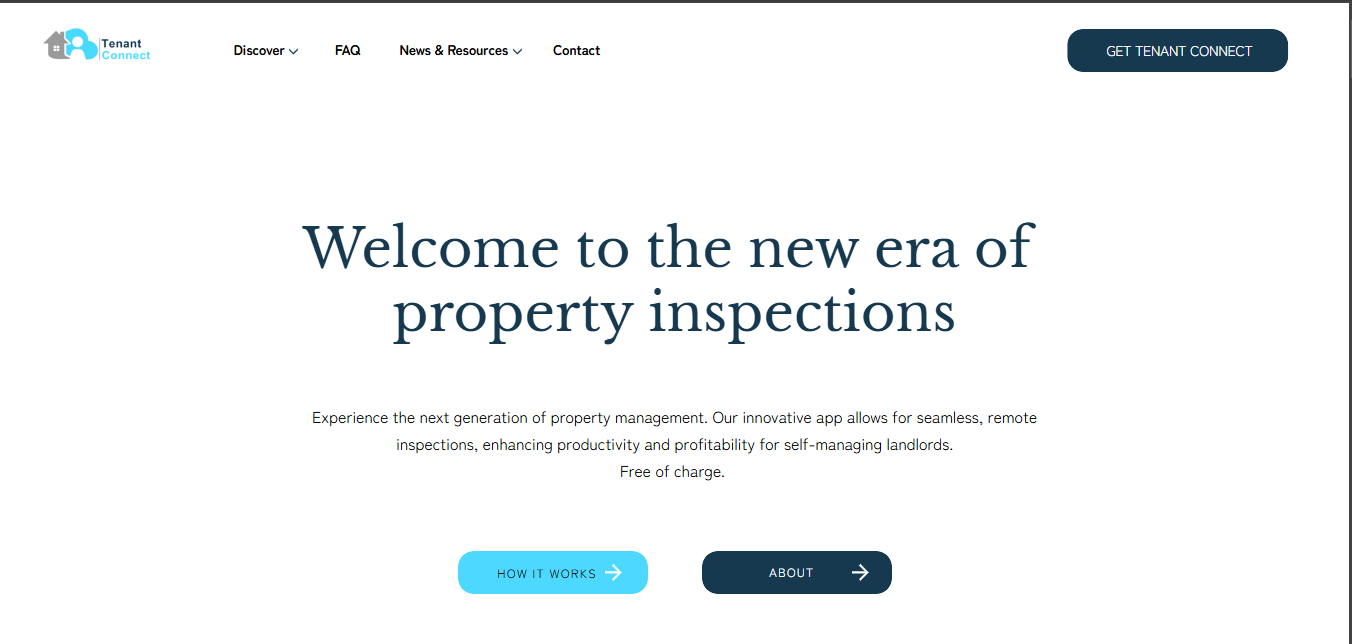 Tenant
Connect
Discover
FAQ
News & Resources
Contact
GET TENANT CONNECT
Welcome to the new era of
property inspections
Experience the next generation of property management. Our innovative app allows for seamless, remote
inspections, enhancing productivity and profitability for self-managing landlords.
Free of charge.
HOW IT WORKS
ABOUT